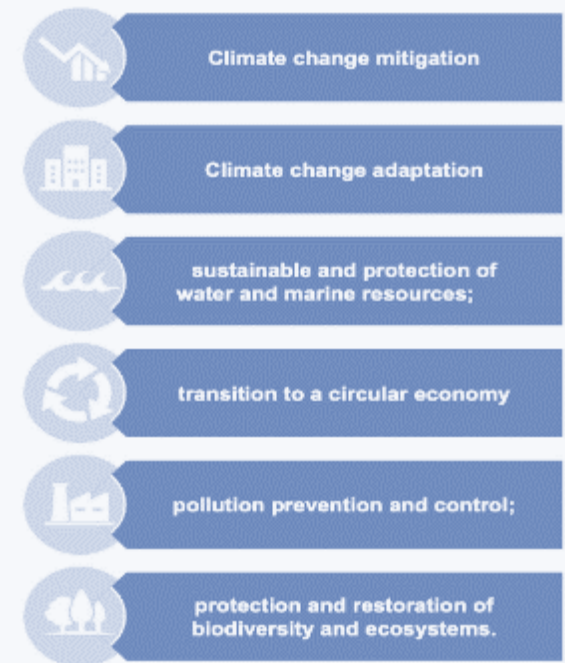 Climate change mitigation
Climate change adaptation
sustainable and protection of
water and marine resources;
transition to a circular economy
pollution prevention and control;
protection and restoration of
biodiversity and ecosystems.